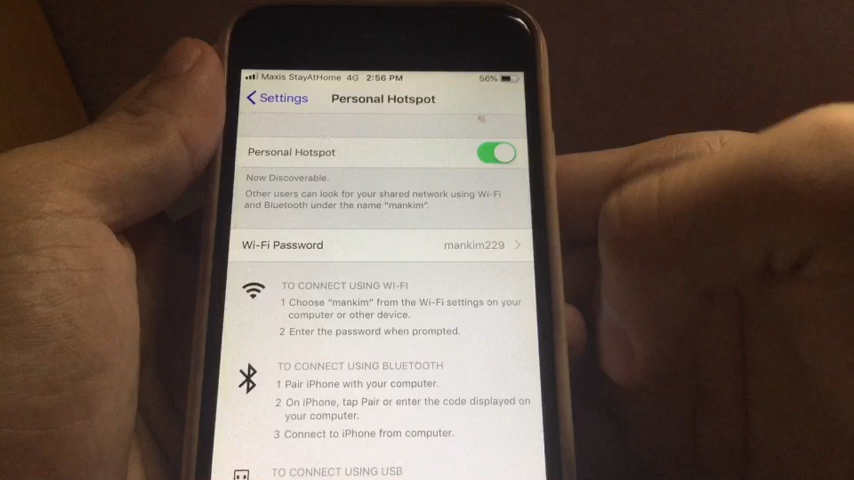 Maxis StayAtHome 4G 2:56 PM 56%
Settings Personal Hotspot
Personal Hotspot
Now Discoverable.
Other users can look for your shared network using Wi-Fi
and Bluetooth under the name "mankim".
Wi-Fi Password mankim229
TO CONNECT USING WI-FI
1 Choose "mankim" from the Wi-Fi settings on your
computer or other device.
2 Enter the password when prompted.
TO CONNECT USING BLUETOOTH
1 Pair iPhone with your computer.
2 On iPhone, tap Pair or enter the code displayed on
your computer.
3 Connect to iPhone from computer.
TO CONNECT USING USB